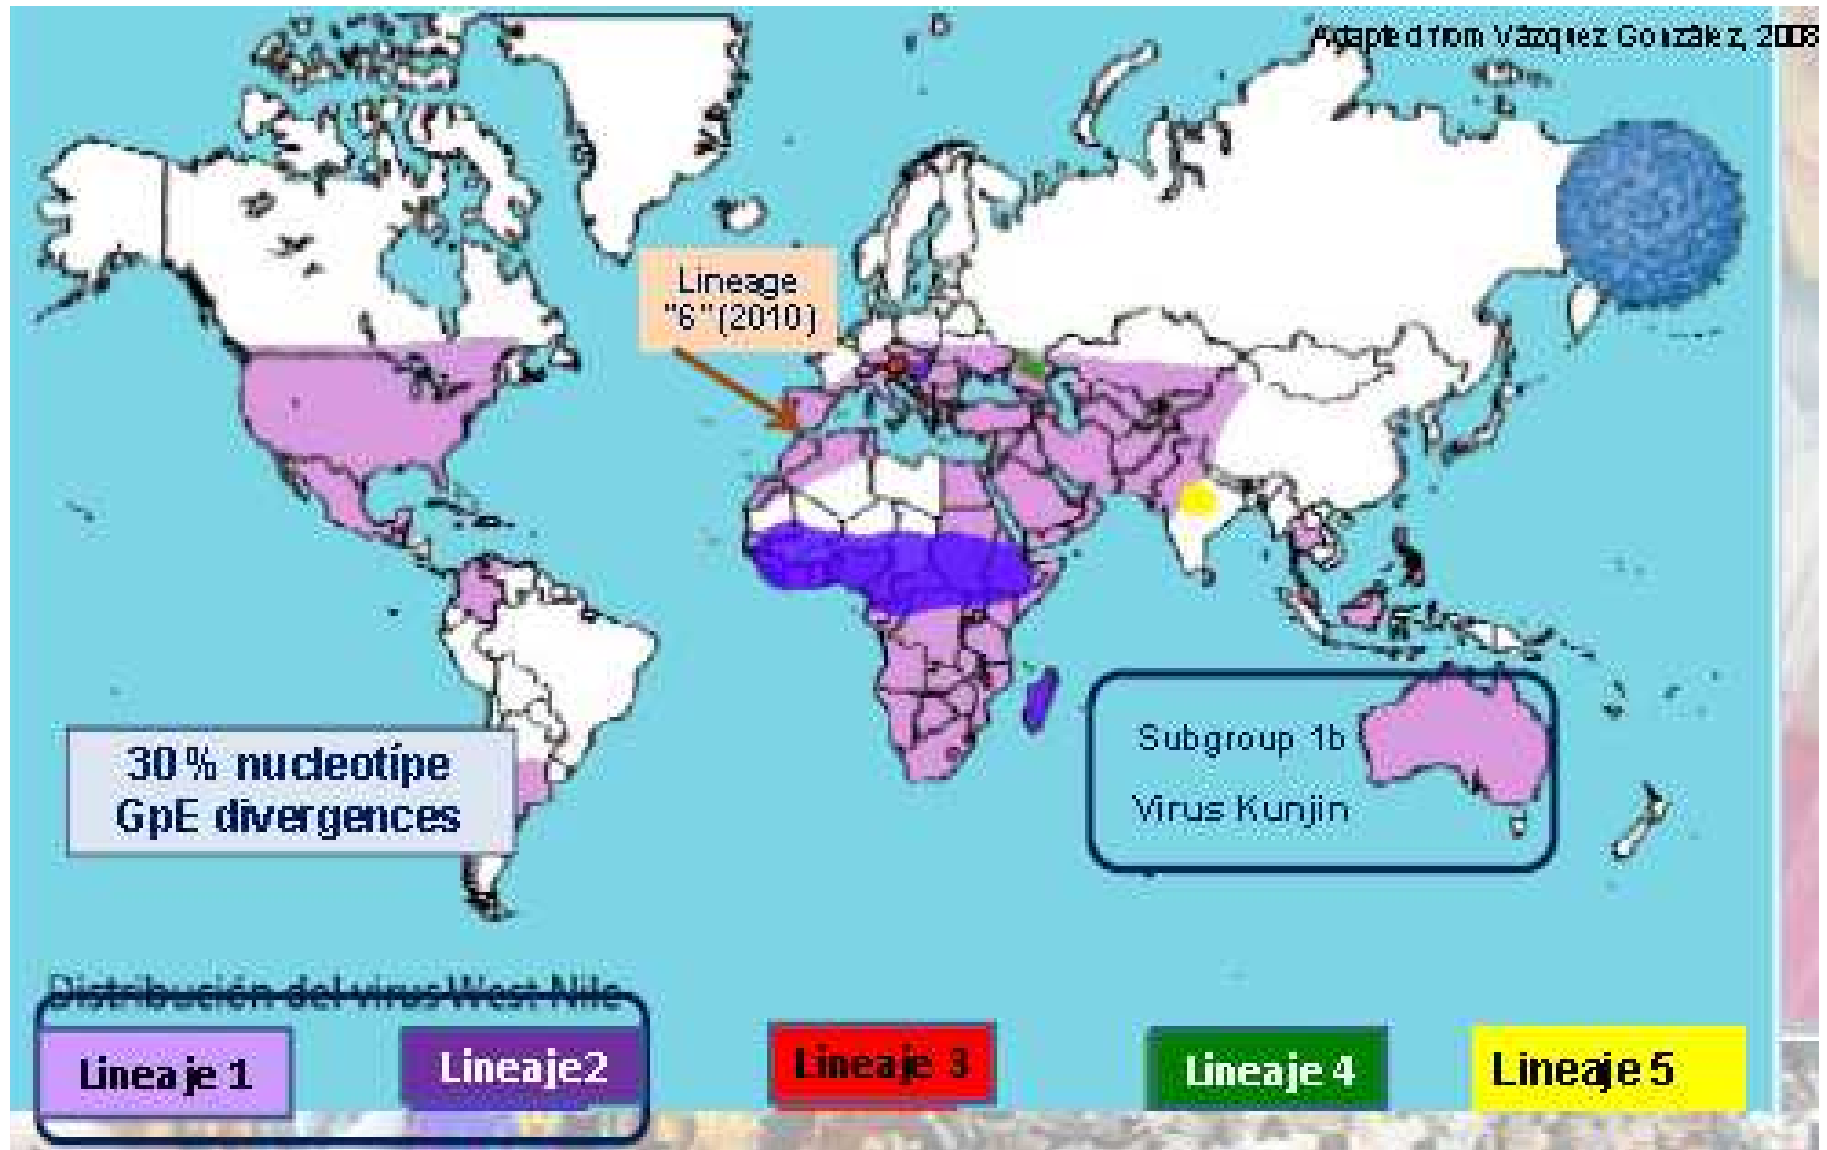 Adapted from Vázquez González, 2008
Lineage
"6"(2010)
30% nucleotípe
GpE divergences
Subgroup 1b
Virus Kunjin
Distribución del virus West Nile
Lineaje 1
Lineaje2
Lineaje 3
Lineaje 4
Lineaje 5